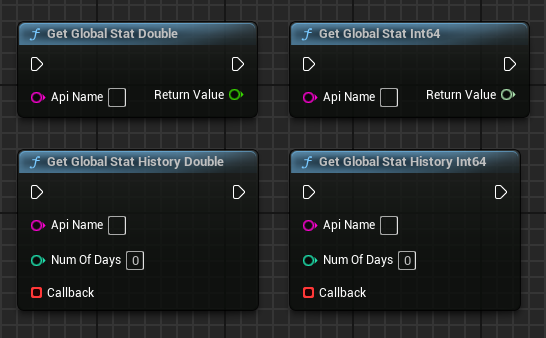 Get Global Stat Double
Api Name
Return Value
Get Global Stat Int64
Api Name
Return Value
Get Global Stat History Double
Api Name
Num Of Days 0
Callback
Get Global Stat History Int64
Api Name
Num Of Days 0
Callback